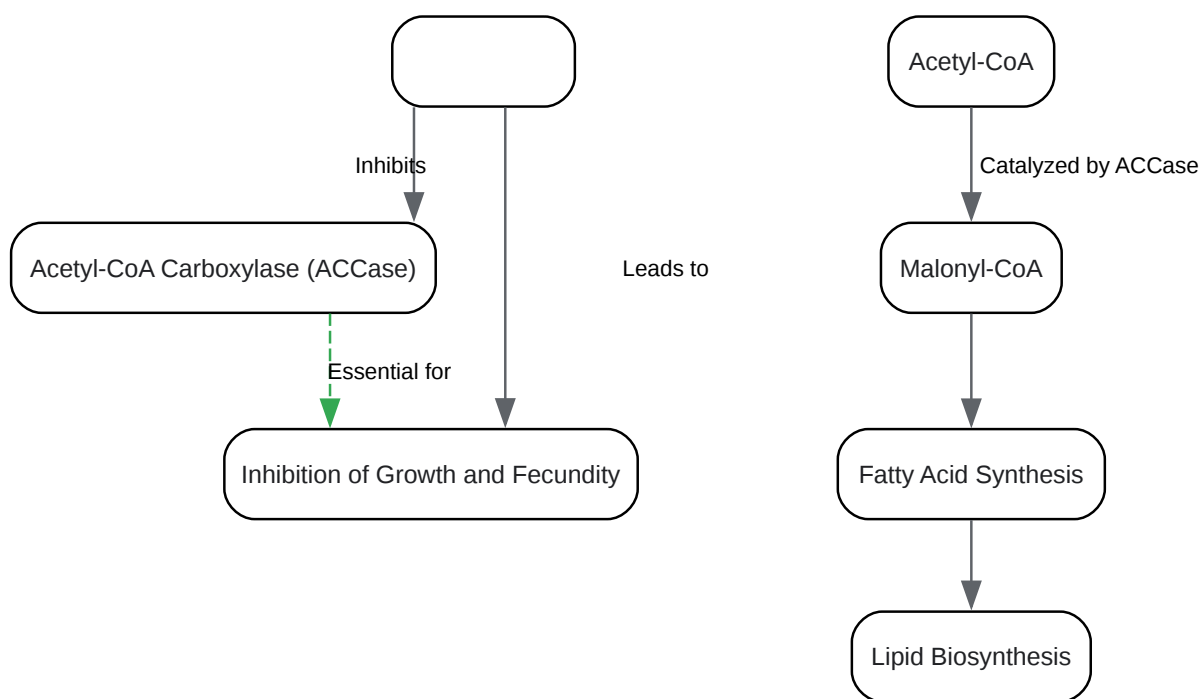 Acetyl-CoA
Inhibits
Catalyzed by ACCase
Acetyl-CoA Carboxylase (ACCase)
Leads to
Malonyl-CoA
Essential for
Inhibition of Growth and Fecundity
Fatty Acid Synthesis
Lipid Biosynthesis